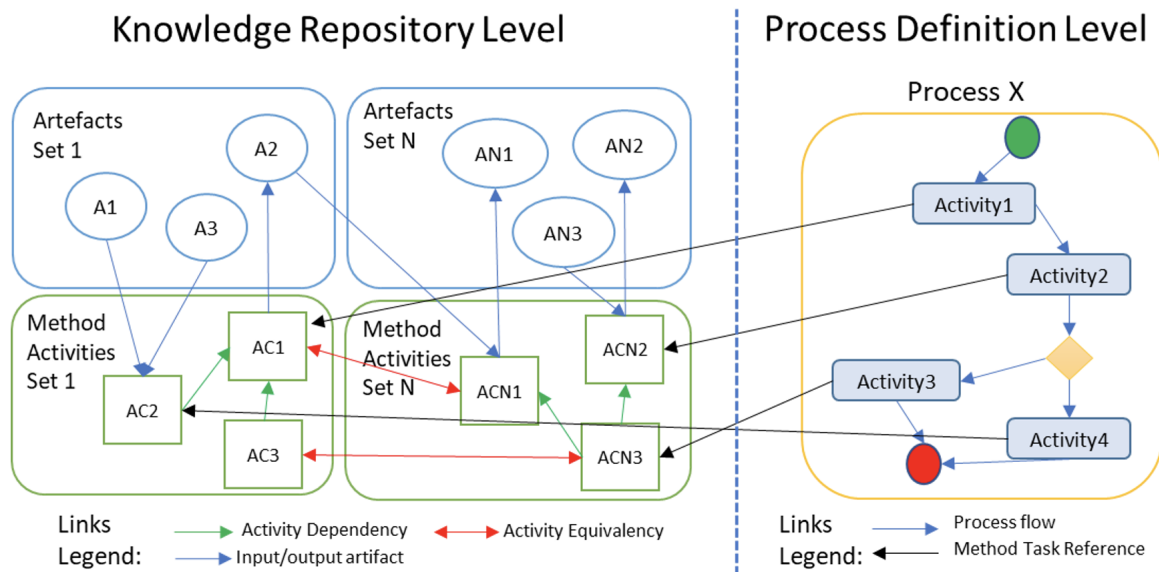 Knowledge Repository Level
Process Definition Level
Process X
Artefacts
Set 1
A1
A3
A2
Artefacts
Set N
AN1
AN2
AN3
Method
Activities
Set 1
AC1
AC2
AC3
Method
Activities
Set N
ACN1
ACN2
ACN3
Activity1
Activity2
Activity3
Activity4
Links
Legend:
Activity Dependency
Activity Equivalency
Input/output artifact
Links
Legend:
Process flow
Method Task Reference